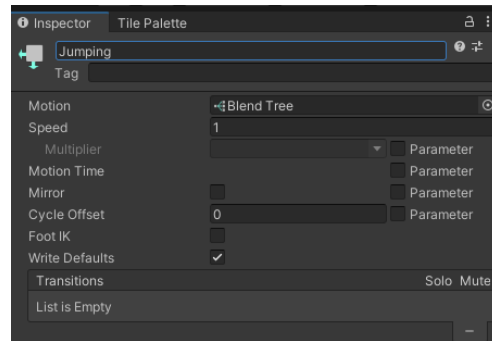 Inspector Tile Palette
Jumping
Tag
Motion Blend Tree
Speed 1
Multiplier Parameter
Motion Time Parameter
Mirror Parameter
Cycle Offset 0 Parameter
Foot IK
Write Defaults
Transitions Solo Mute
List is Empty